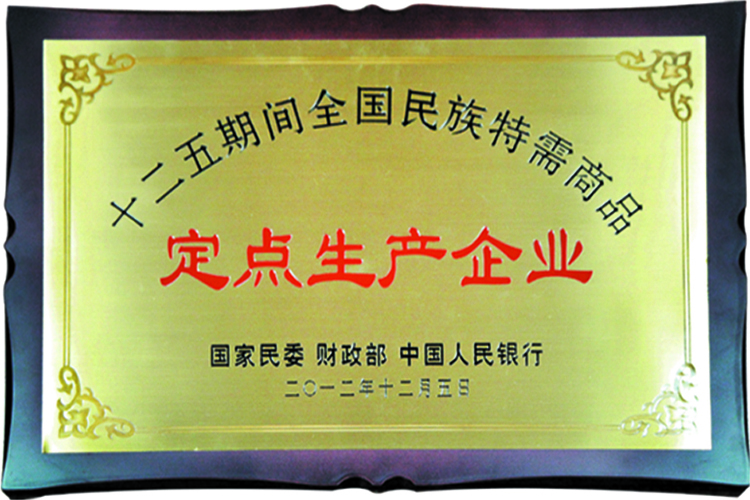 十二五期间全国民族特需商品
定点生产企业
国家民委 财政部 中国人民银行
二〇一二年十二月五日